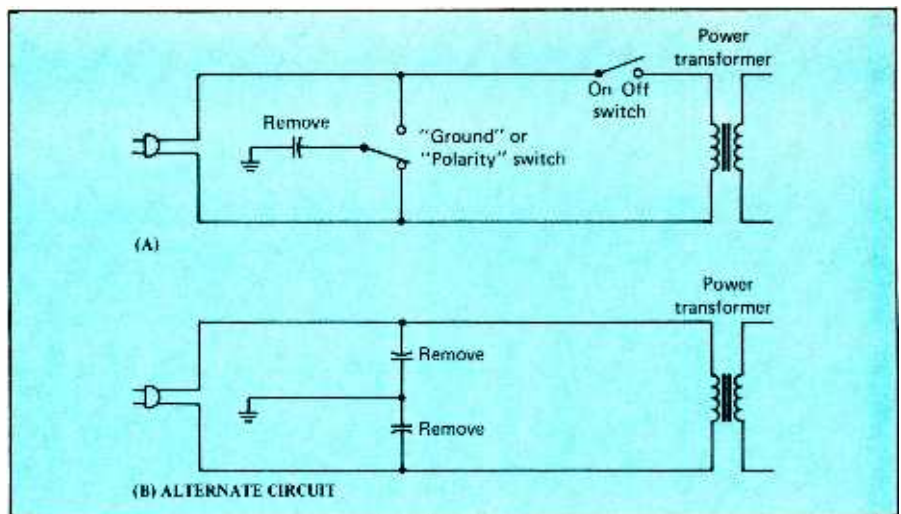 Power
transformer
On Off
switch
Remove
"Ground" or
"Polarity" switch
(A)
Power
transformer
Remove
Remove
(B) ALTERNATE CIRCUIT